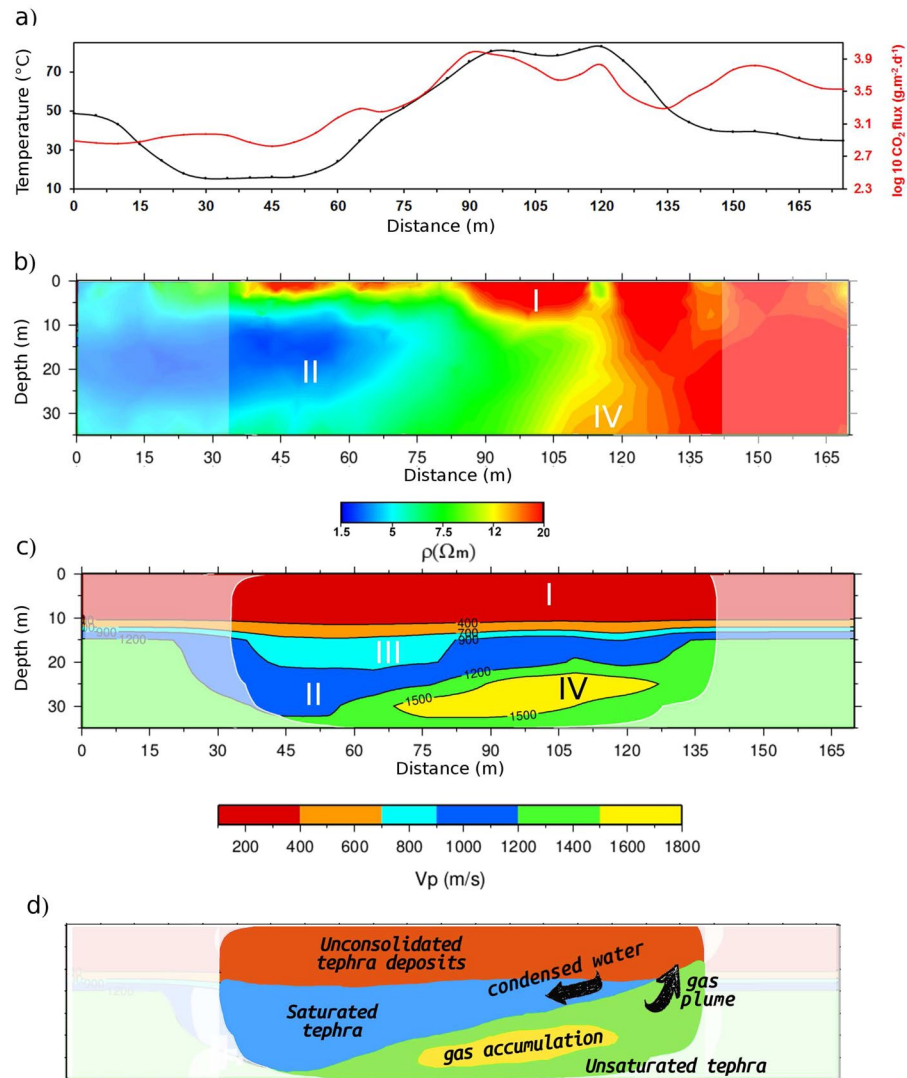 a)
Temperature (°C)
70
50
30
10
3.9
3.5
3.1
2.7
2.3
log 10 CO₂ flux (g.m⁻².d⁻¹)
0 15 30 45 60 75 90 105 120 135 150 165
Distance (m)
b)
Depth (m)
0
10
20
30
I
II
IV
0 15 30 45 60 75 90 105 120 135 150 165
Distance (m)
1.5 5 7.5 12 20
ρ(Ωm)
c)
Depth (m)
0
10
20
30
I
400
700
900
900
1200
III
1200
II
1500
IV
1500
0 15 30 45 60 75 90 105 120 135 150 165
Distance (m)
200 400 600 800 1000 1200 1400 1600 1800
Vp (m/s)
d)
Unconsolidated
tephra deposits
condensed water
gas
plume
1200
Saturated
tephra
gas accumulation
Unsaturated tephra